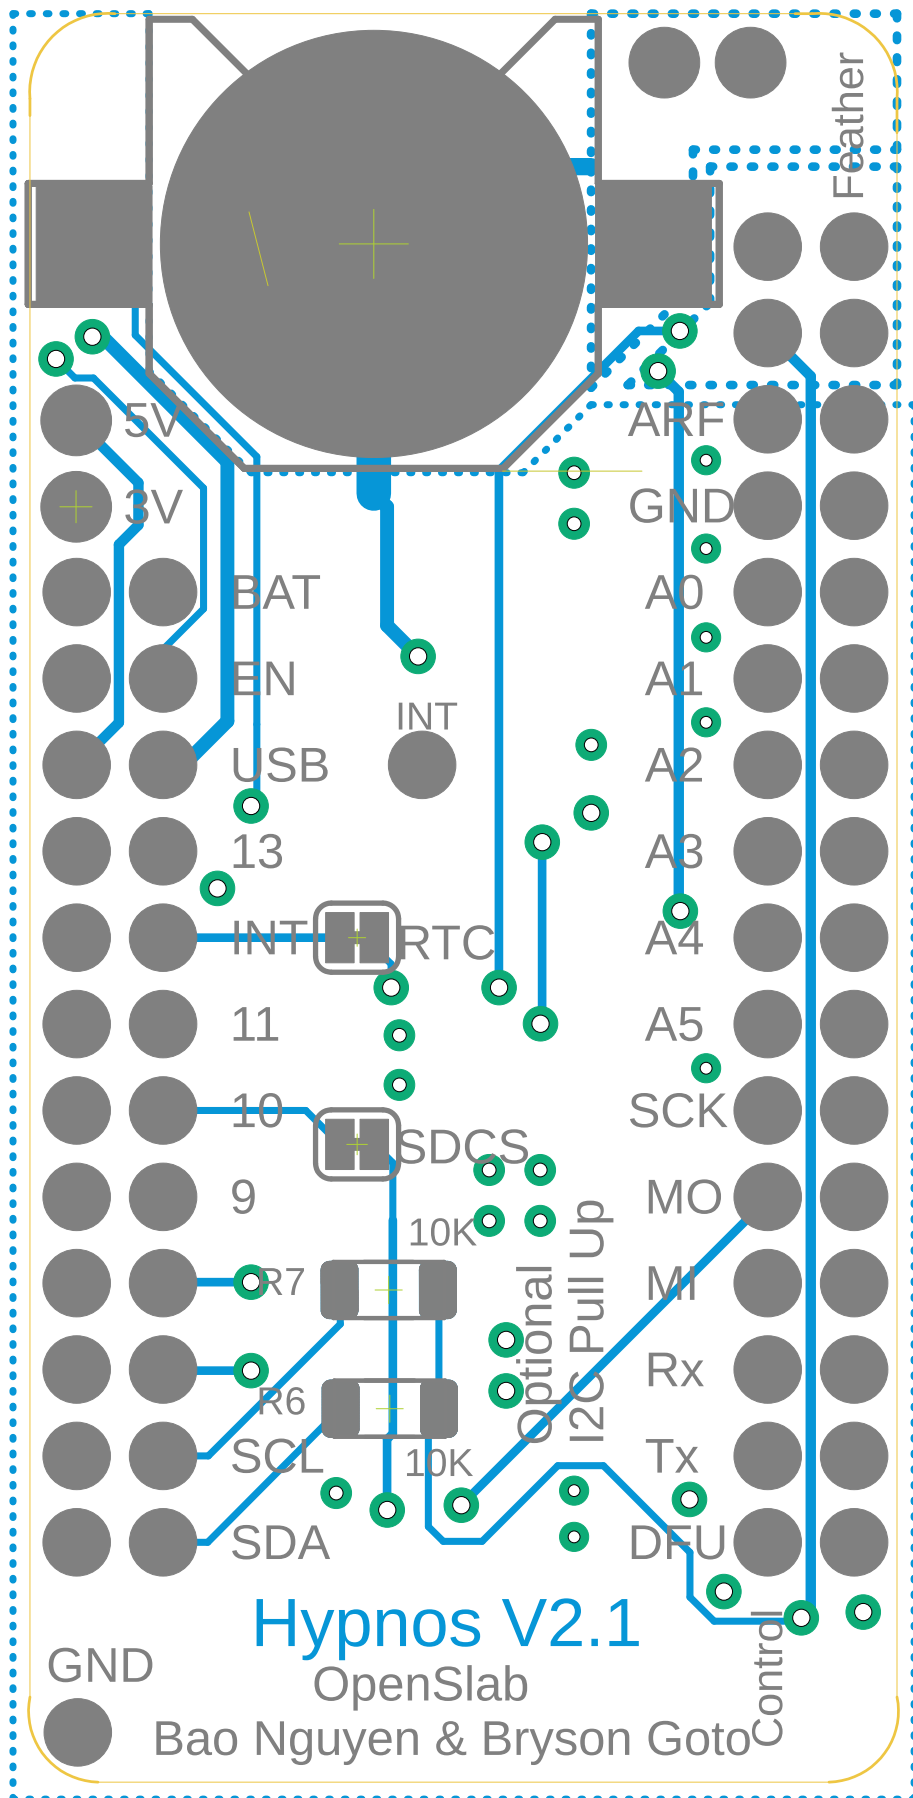 Feather
5V
ARF
3V
GND
BAT
A0
EN
A1
INT
USB
A2
13
A3
INT
RTC
A4
11
A5
10
SCK
SDCS
9
MO
10K
R7
MI
Optional
I2C Pull Up
Rx
R6
SCL
10K
Tx
SDA
DFU
Hypnos V2.1
Control
GND
OpenSlab
Bao Nguyen & Bryson Goto